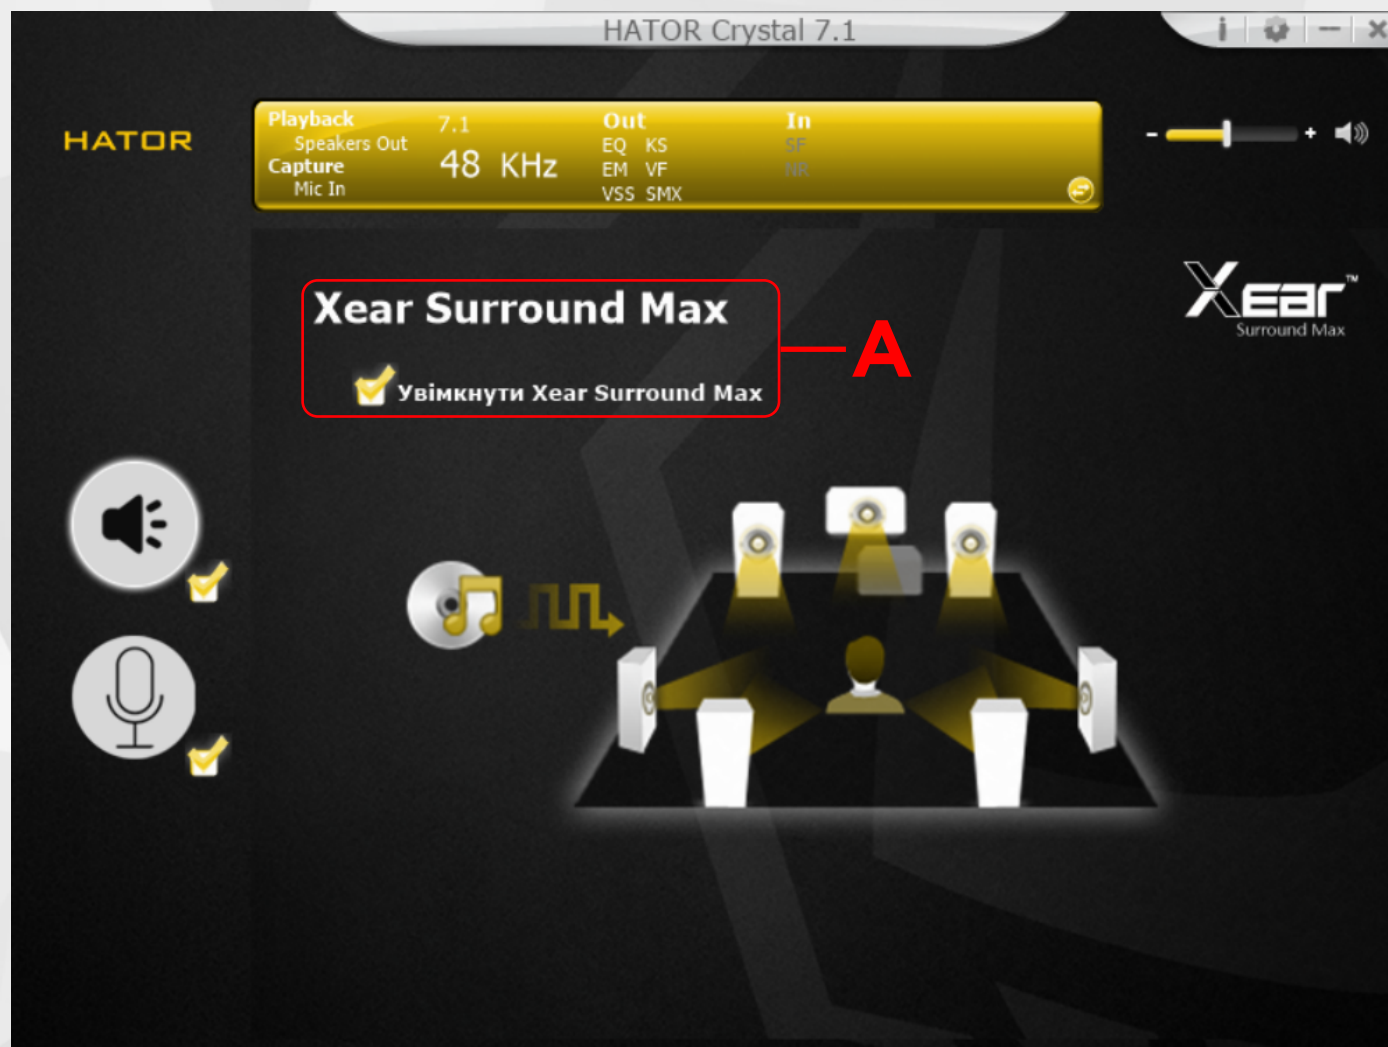 HATOR Crystal 7.1
HATOR
Playback
Speakers Out
Capture
Mic In
7.1
48 KHz
Out
EQ KS
EM VF
VSS SMX
In
SF
NR
- +
Xear™
Surround Max
Xear Surround Max
Увімкнути Xear Surround Max
A